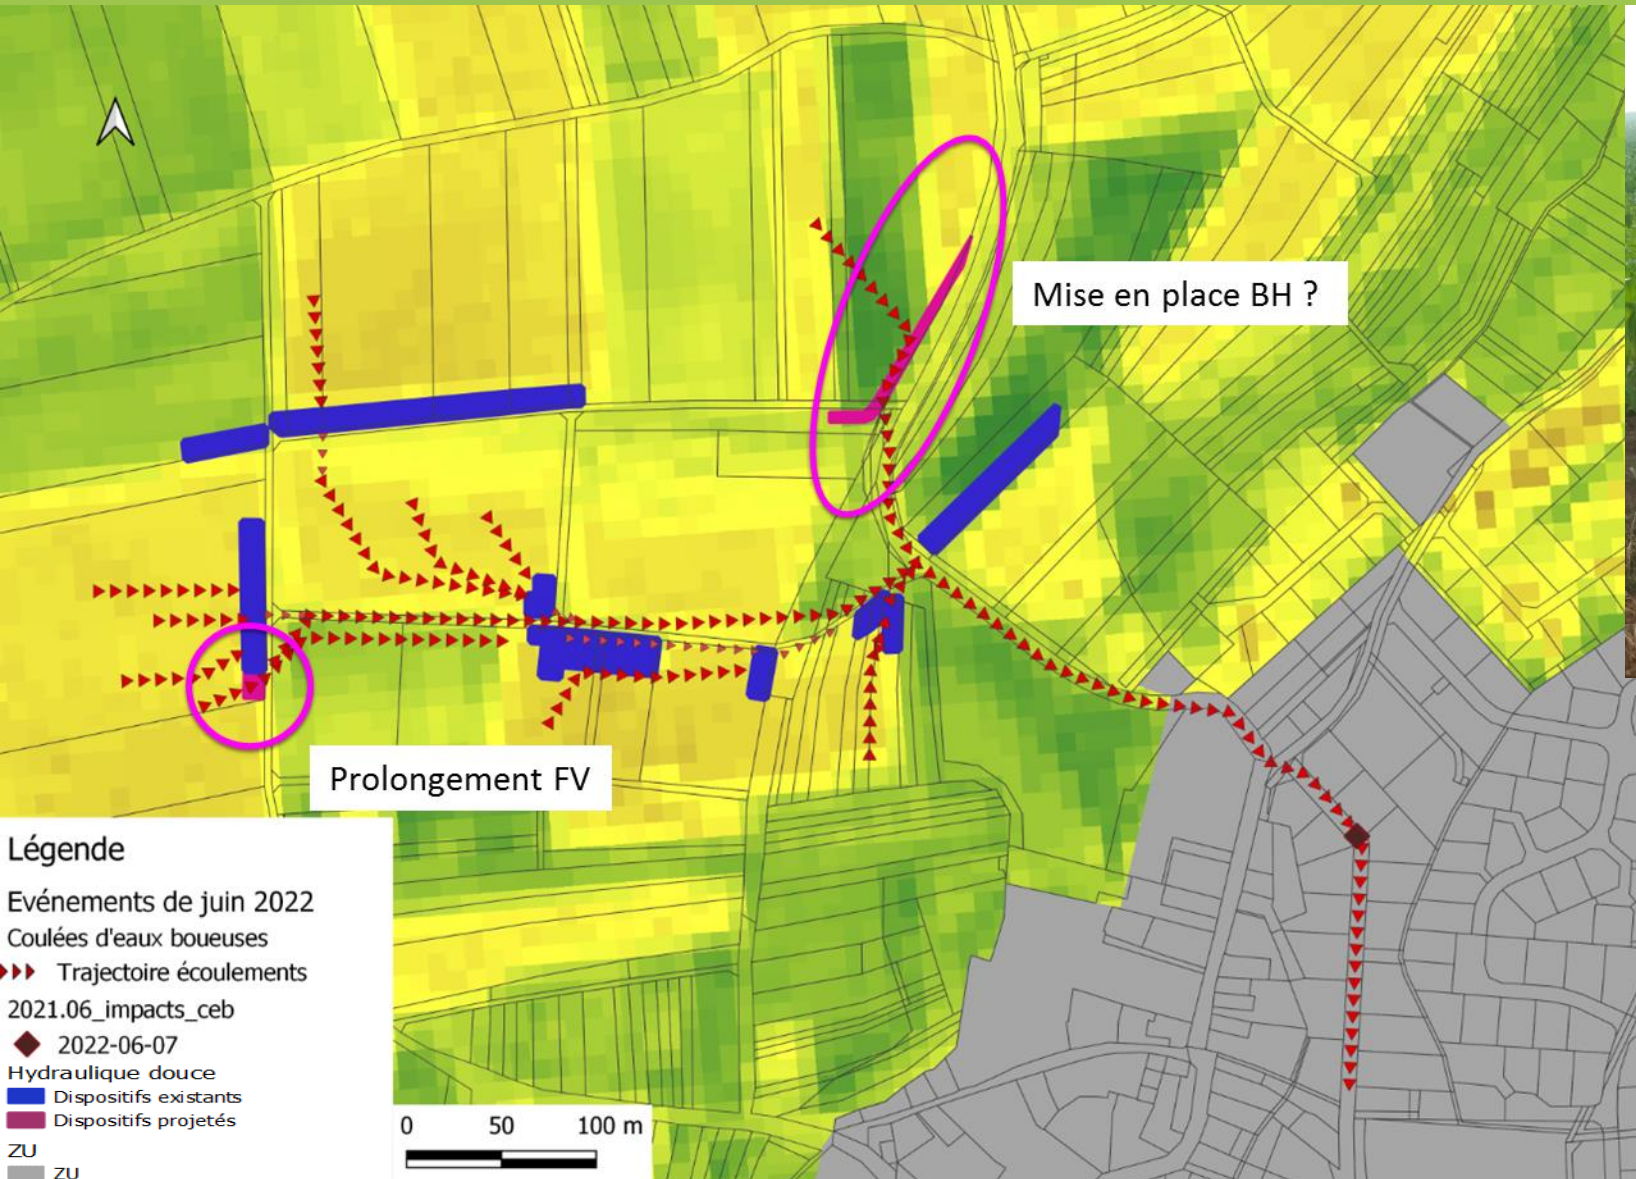 Mise en place BH ?
Prolongement FV
Légende
Evénements de juin 2022
Coulées d'eaux boueuses
Trajectoire écoulements
2021.06_impacts_ceb
2022-06-07
Hydraulique douce
Dispositifs existants
Dispositifs projetés
ZU
ZU
0 50 100 m